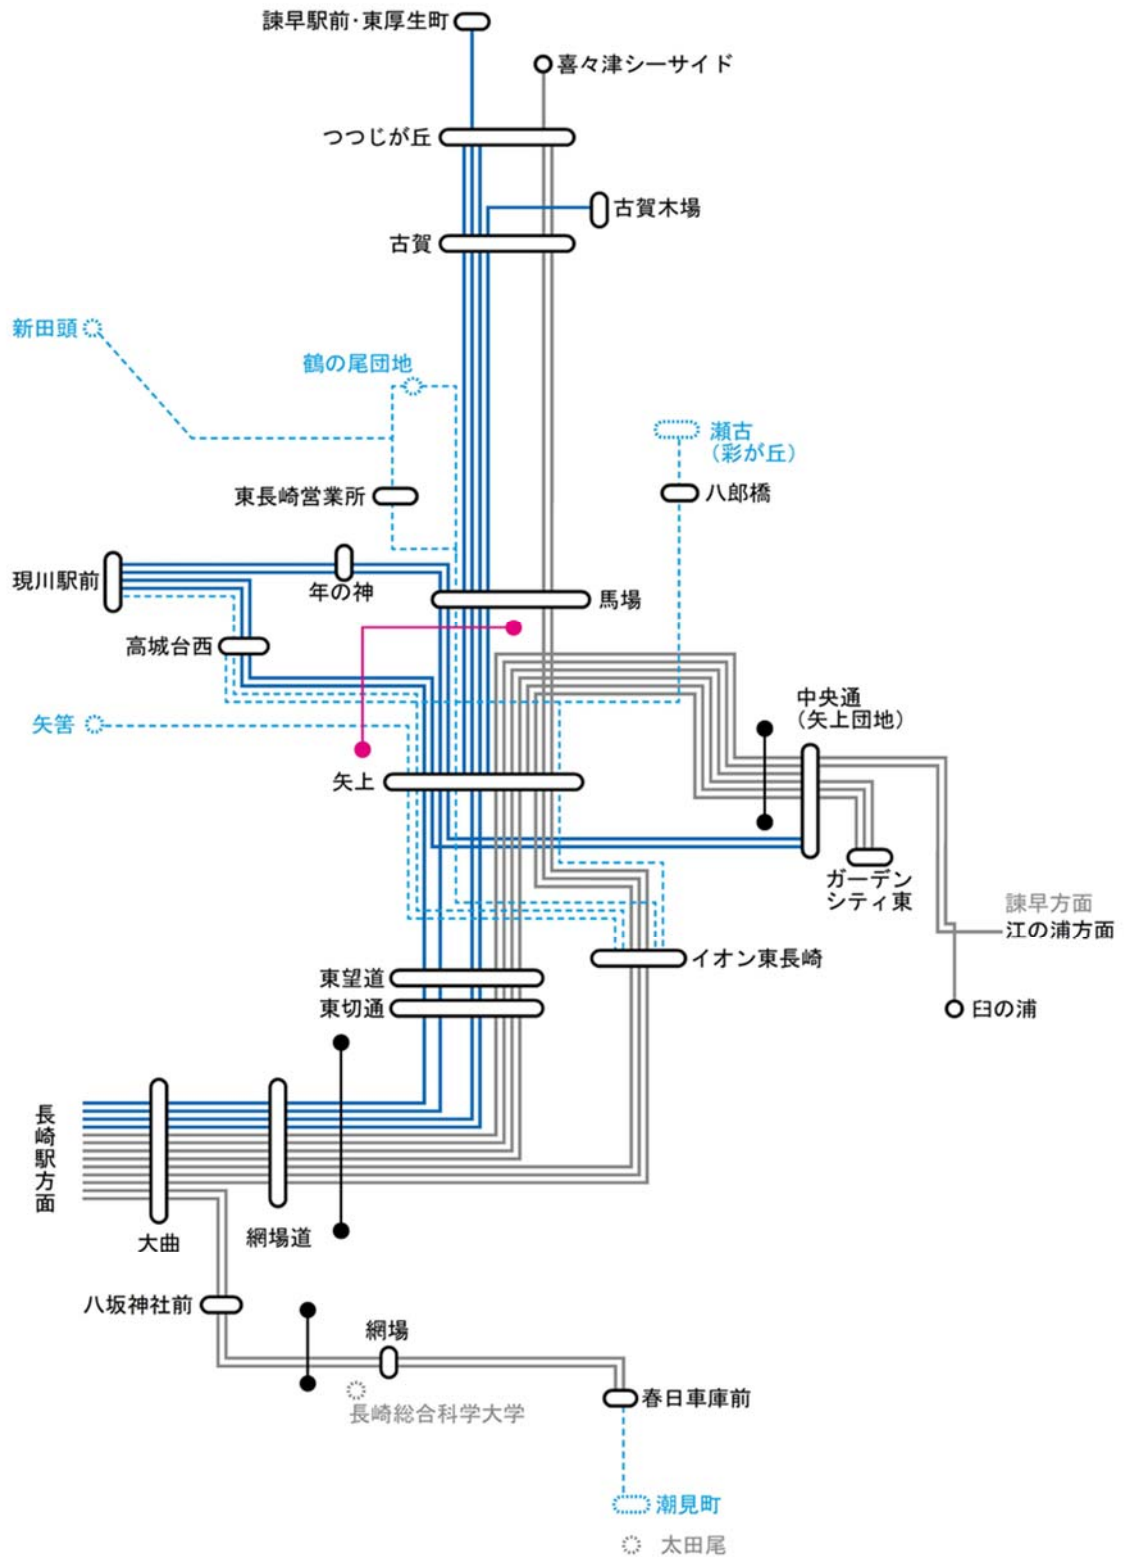 諫早駅前・東厚生町
喜々津シーサイド
つつじが丘
古賀木場
古賀
新田頭
鶴の尾団地
瀬古
（彩が丘）
東長崎営業所
八郎橋
現川駅前
年の神
馬場
高城台西
中央通
（矢上団地）
矢筈
矢上
ガーデン
シティ東
諫早方面
江の浦方面
イオン東長崎
東望道
東切通
臼の浦
長崎駅方面
大曲
網場道
八坂神社前
網場
春日車庫前
長崎総合科学大学
潮見町
太田尾